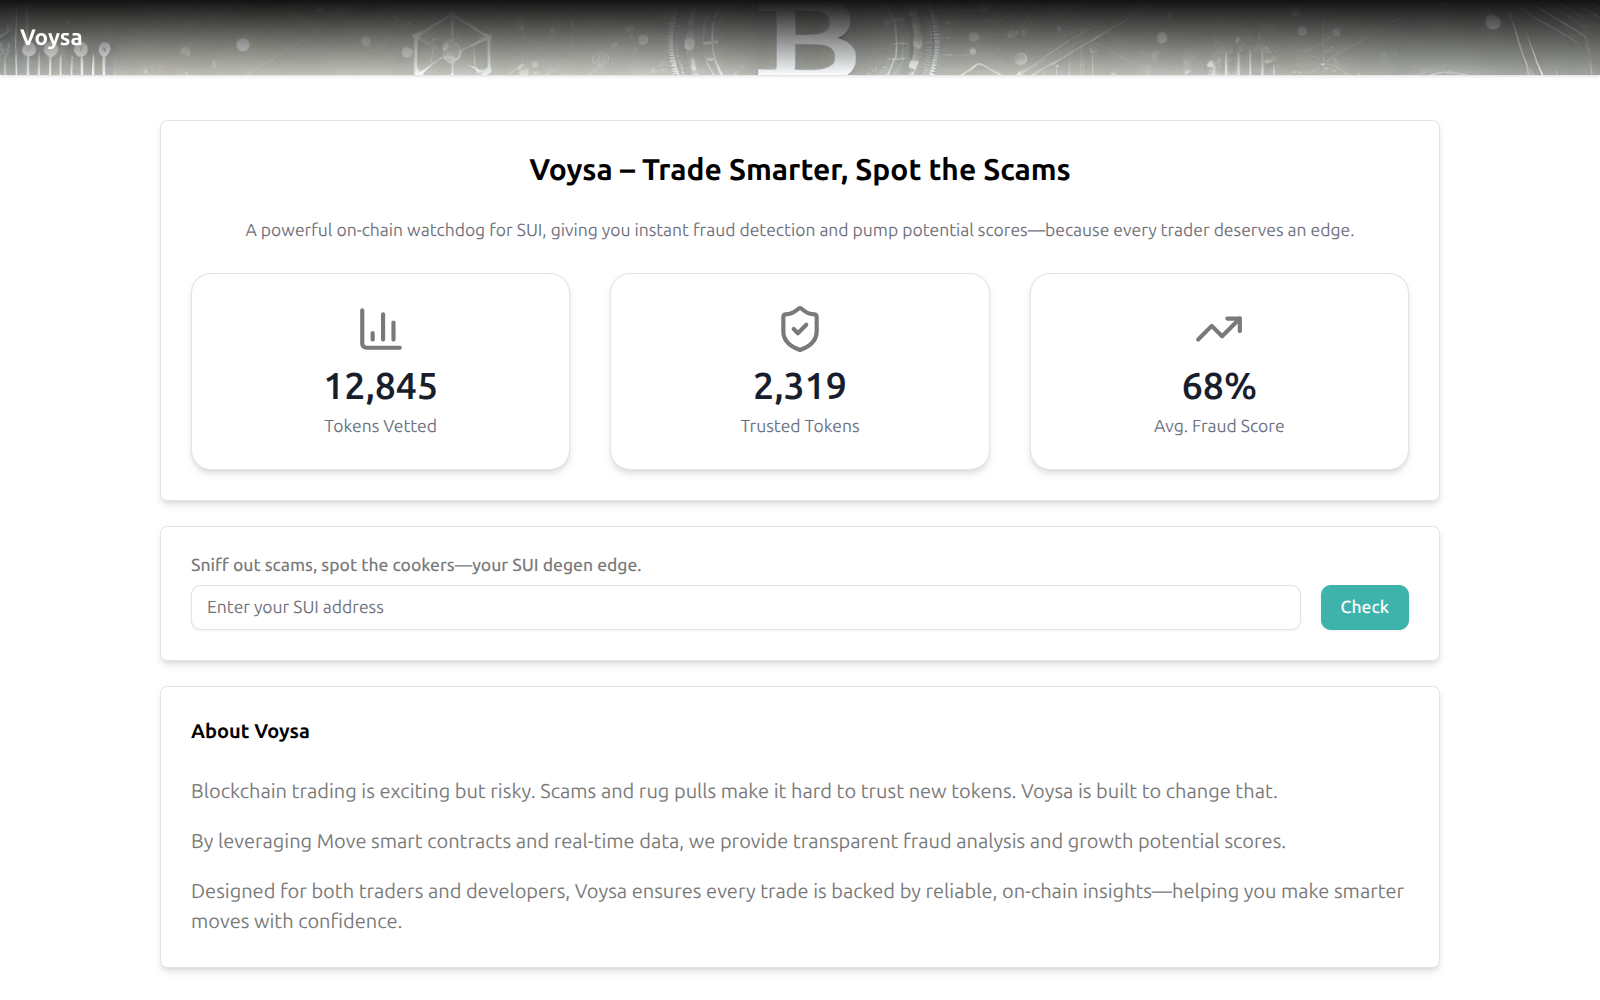 Voysa
B
Voysa – Trade Smarter, Spot the Scams
A powerful on-chain watchdog for SUI, giving you instant fraud detection and pump potential scores—because every trader deserves an edge.
12,845
Tokens Vetted
2,319
Trusted Tokens
68%
Avg. Fraud Score
Sniff out scams, spot the cookers—your SUI degen edge.
Enter your SUI address
Check
About Voysa
Blockchain trading is exciting but risky. Scams and rug pulls make it hard to trust new tokens. Voysa is built to change that.
By leveraging Move smart contracts and real-time data, we provide transparent fraud analysis and growth potential scores.
Designed for both traders and developers, Voysa ensures every trade is backed by reliable, on-chain insights—helping you make smarter
moves with confidence.